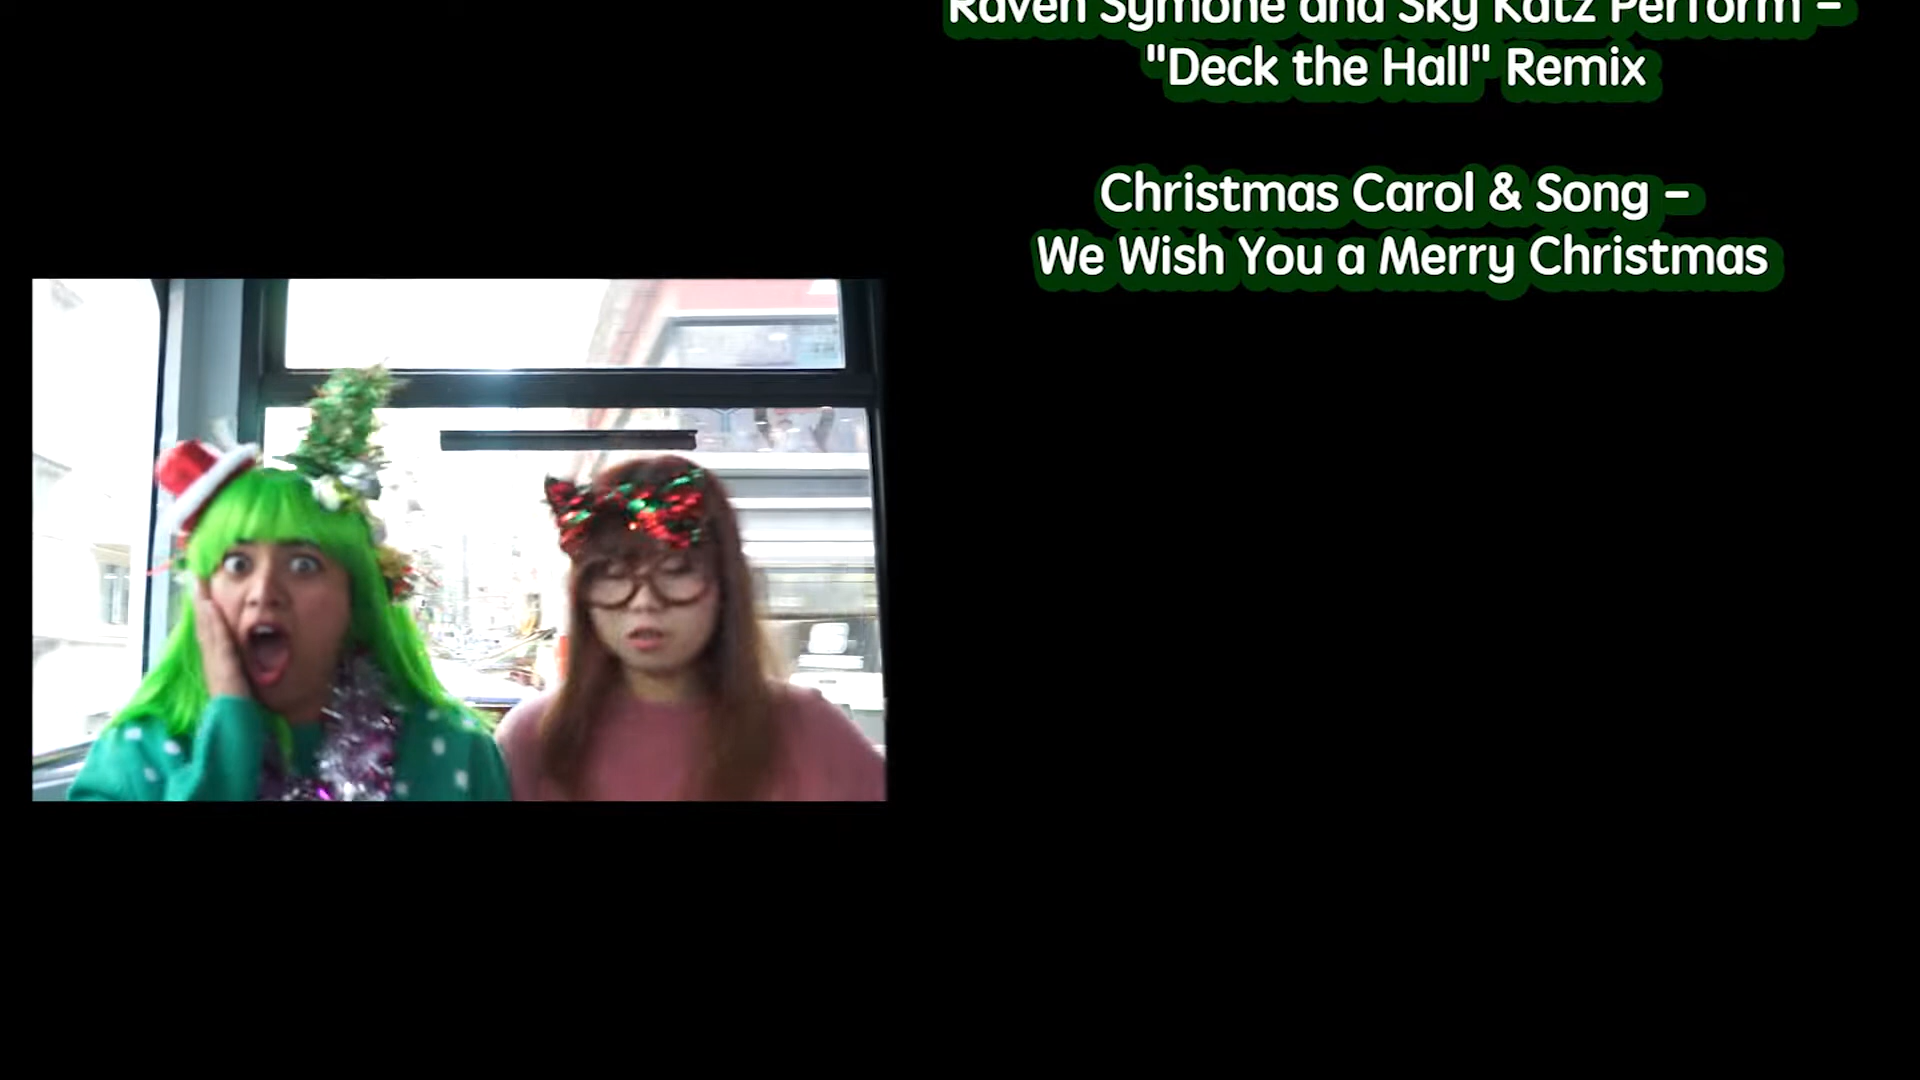 Raven Symone and Sky Katz Perform –
"Deck the Hall" Remix
Christmas Carol & Song –
We Wish You a Merry Christmas